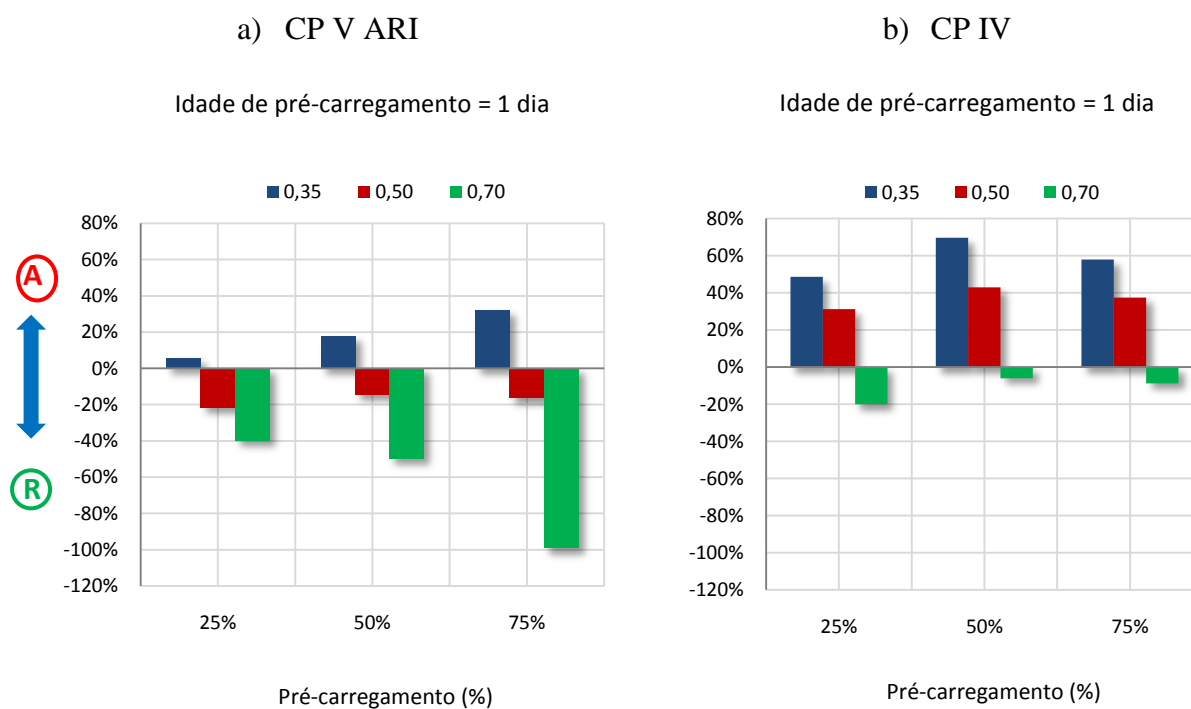 a) CP V ARI
Idade de pré-carregamento = 1 dia
0,35 0,50 0,70
80%
60%
40%
20%
0%
-20%
-40%
-60%
-80%
-100%
-120%
25% 50% 75%
Pré-carregamento (%)
A
R
b) CP IV
Idade de pré-carregamento = 1 dia
0,35 0,50 0,70
80%
60%
40%
20%
0%
-20%
-40%
-60%
-80%
-100%
-120%
25% 50% 75%
Pré-carregamento (%)